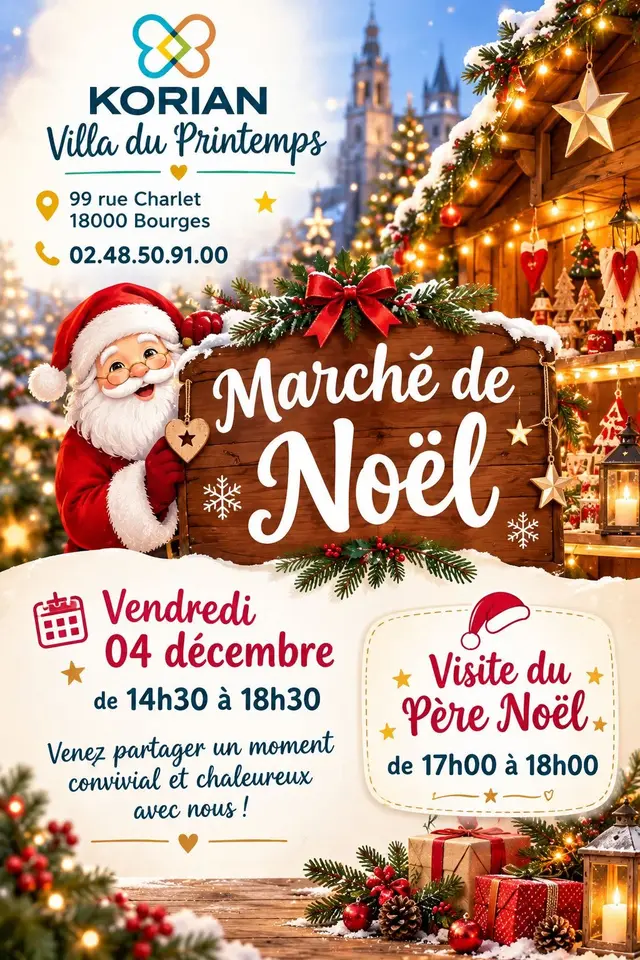 KORIAN
Villa du Printemps
99 rue Charlet
18000 Bourges
02.48.50.91.00
Marché de
Noël
Vendredi
04 décembre
de 14h30 à 18h30
Venez partager un moment
convivial et chaleureux
avec nous !
Visite du
Père Noël
de 17h00 à 18h00